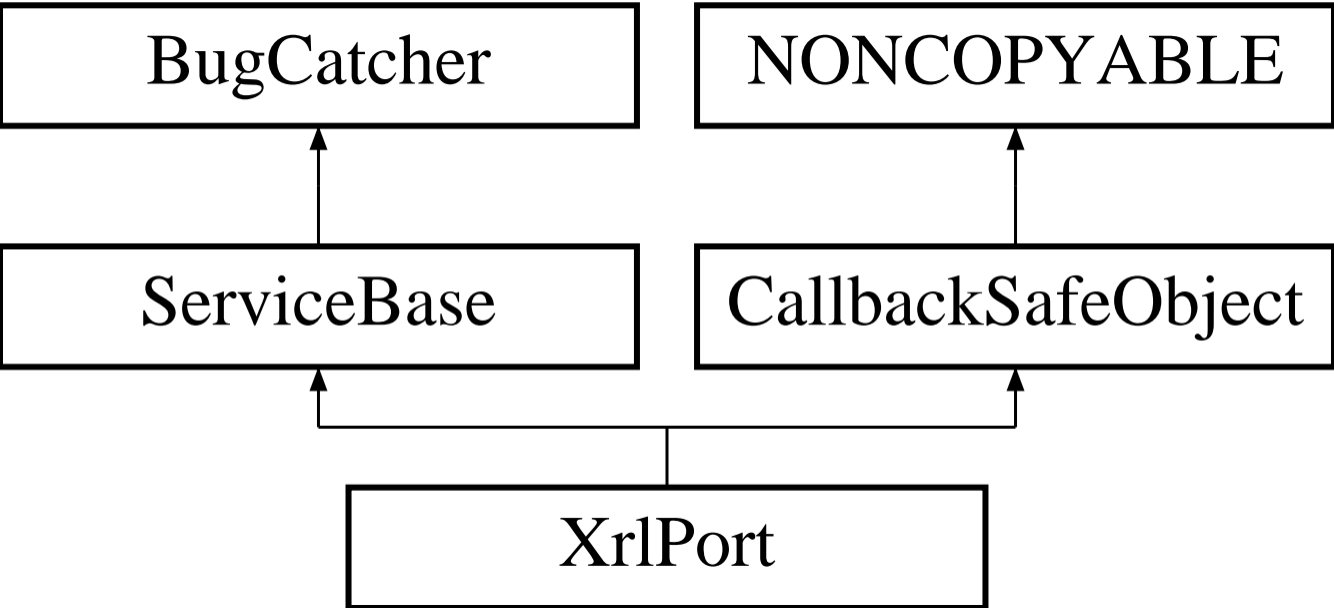 BugCatcher
NONCOPYABLE
ServiceBase
CallbackSafeObject
XrlPort